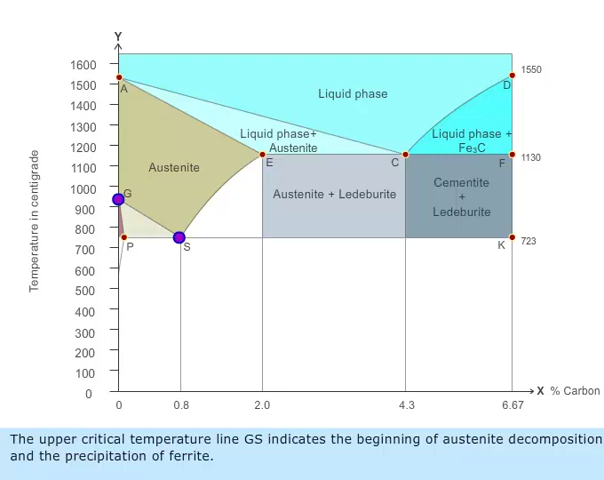 Y
1600
1550
1500
D
A
1400
Liquid phase
1300
Liquid phase+
Austenite
Liquid phase +
Fe₃C
1200
1130
1100
E
C
F
Austenite
1000
G
Austenite + Ledeburite
Cementite
+
Ledeburite
900
800
700
P
S
K
723
600
500
400
300
200
100
0
Temperature in centigrade
X % Carbon
0 0.8 2.0 4.3 6.67
The upper critical temperature line GS indicates the beginning of austenite decomposition
and the precipitation of ferrite.